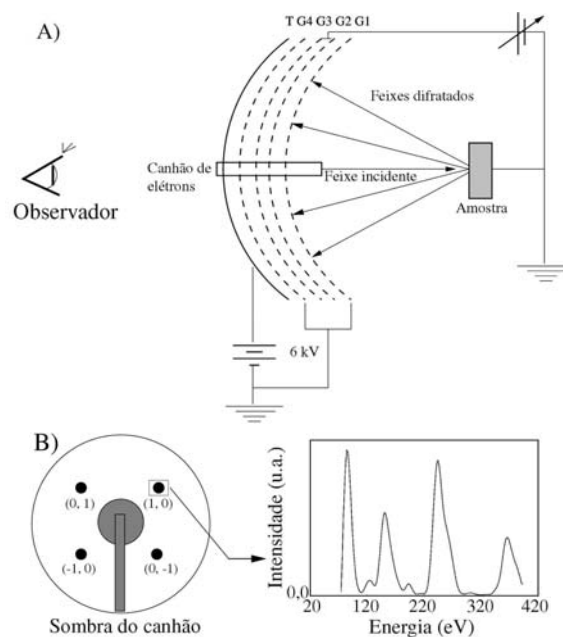 A)
T G4 G3 G2 G1
Feixes difratados
Canhão de
elétrons
Feixe incidente
Amostra
Observador
6 kV
B)
(0, 1)
(1, 0)
(-1, 0)
(0, -1)
Sombra do canhão
Intensidade (u.a.)
0,0
20 120 220 320 420
Energia (eV)